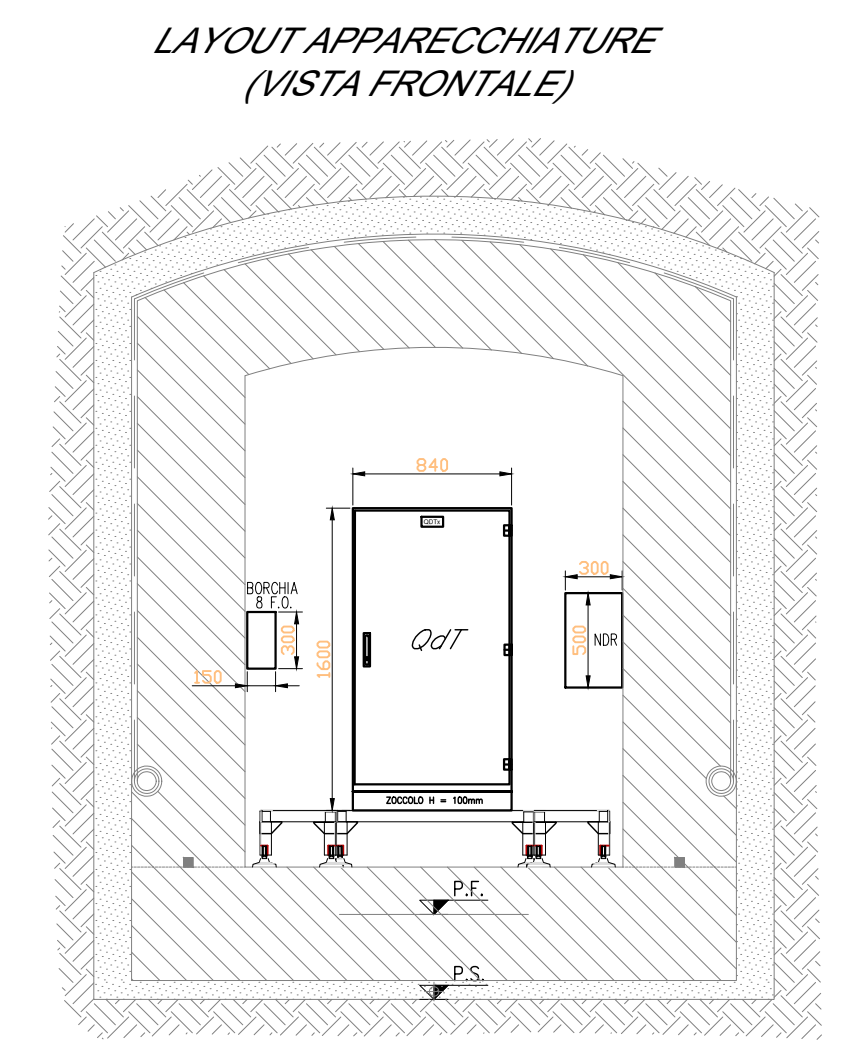 LAYOUT APPARECCHIATURE
(VISTA FRONTALE)
840
QDTx
300
BORCHIA
8 F.O.
300
1600
QdT
500
NDR
150
ZOCCOLO H = 100mm
P.F.
P.S.